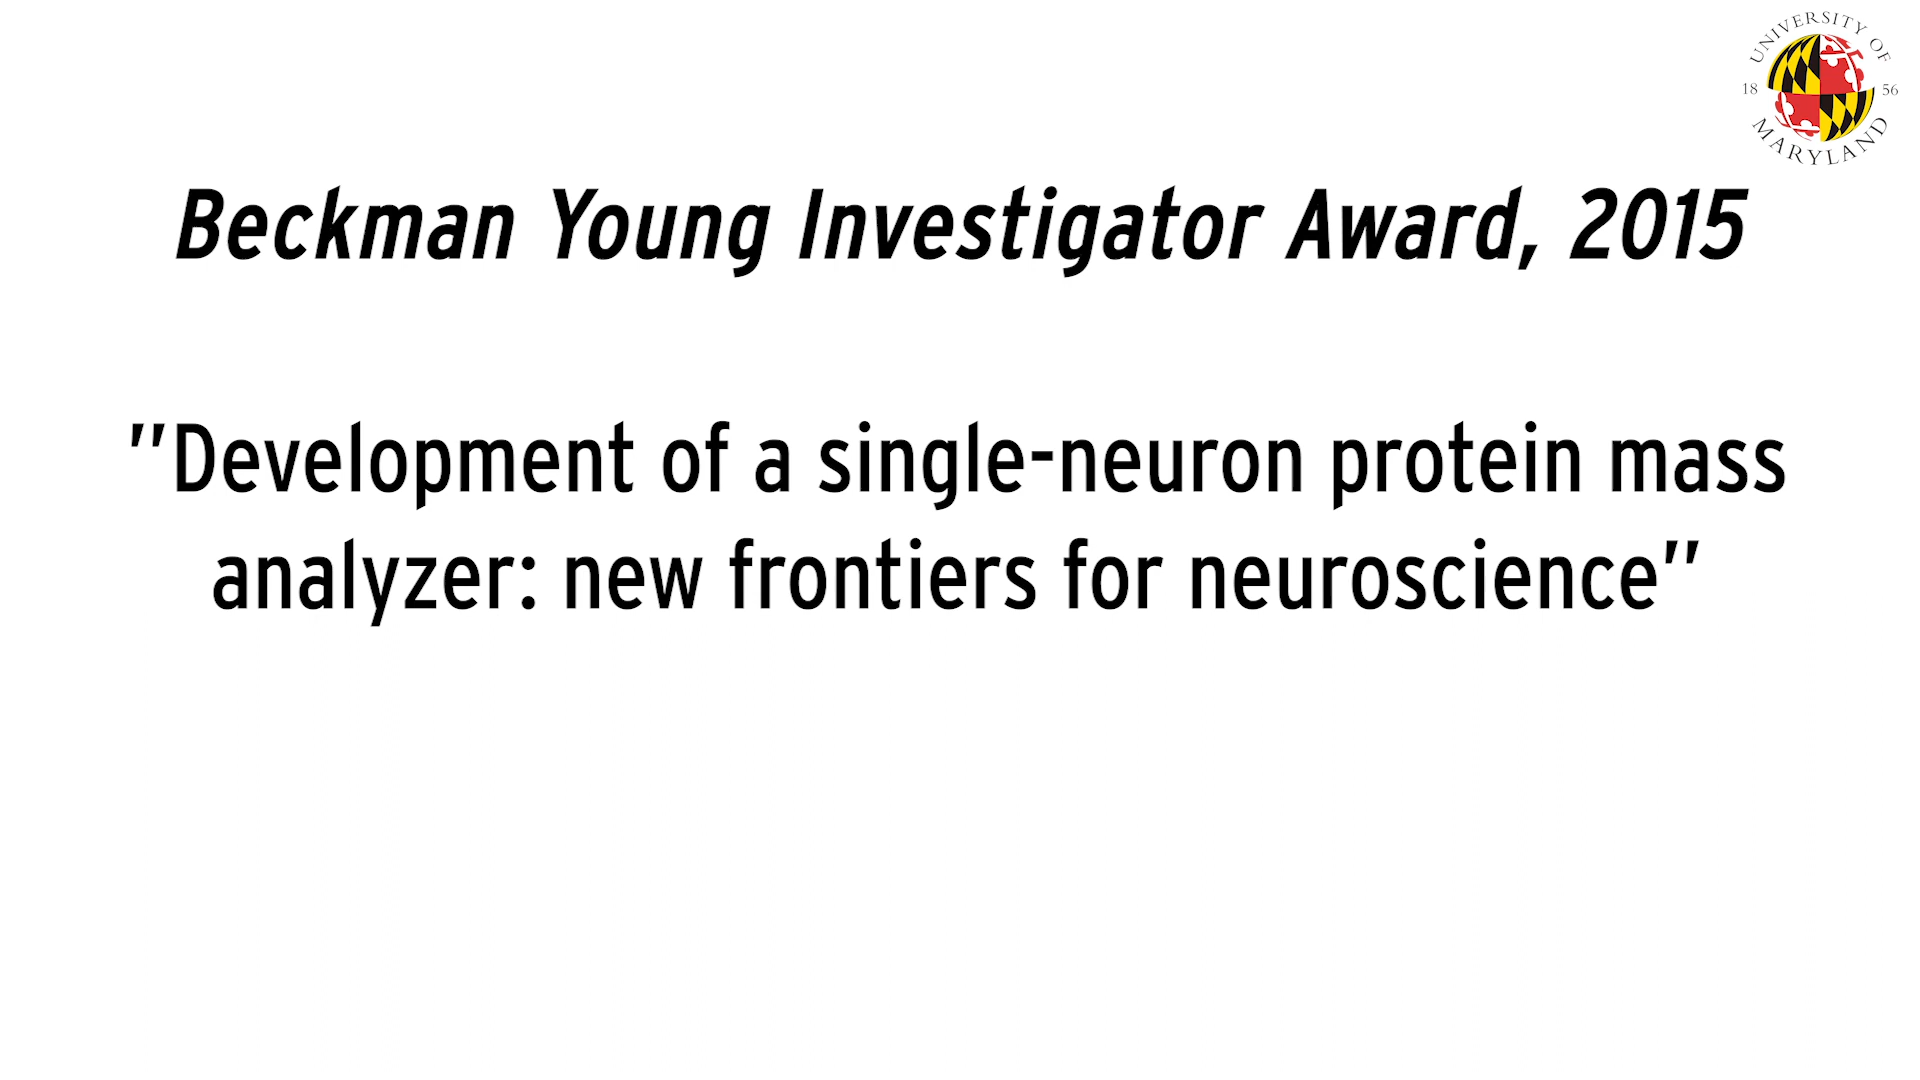 UNIVERSITY OF
18 56
MARYLAND
Beckman Young Investigator Award, 2015
"Development of a single-neuron protein mass
analyzer: new frontiers for neuroscience"